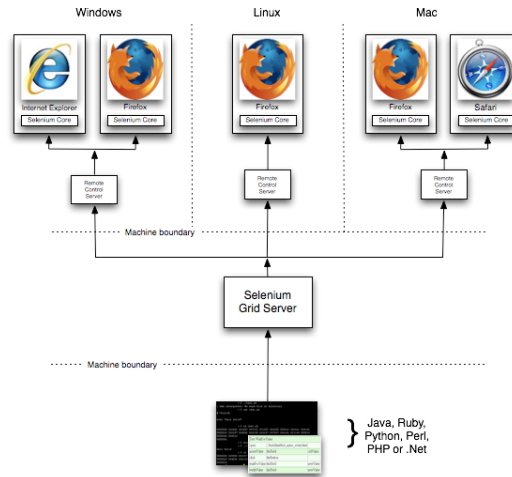 Windows
Linux
Mac
Internet Explorer
Selenium Core
Firefox
Selenium Core
Firefox
Selenium Core
Firefox
Selenium Core
Safari
Selenium Core
Remote
Control
Server
Remote
Control
Server
Remote
Control
Server
Machine boundary
Selenium
Grid Server
Machine boundary
Java, Ruby,
Python, Perl,
PHP or .Net